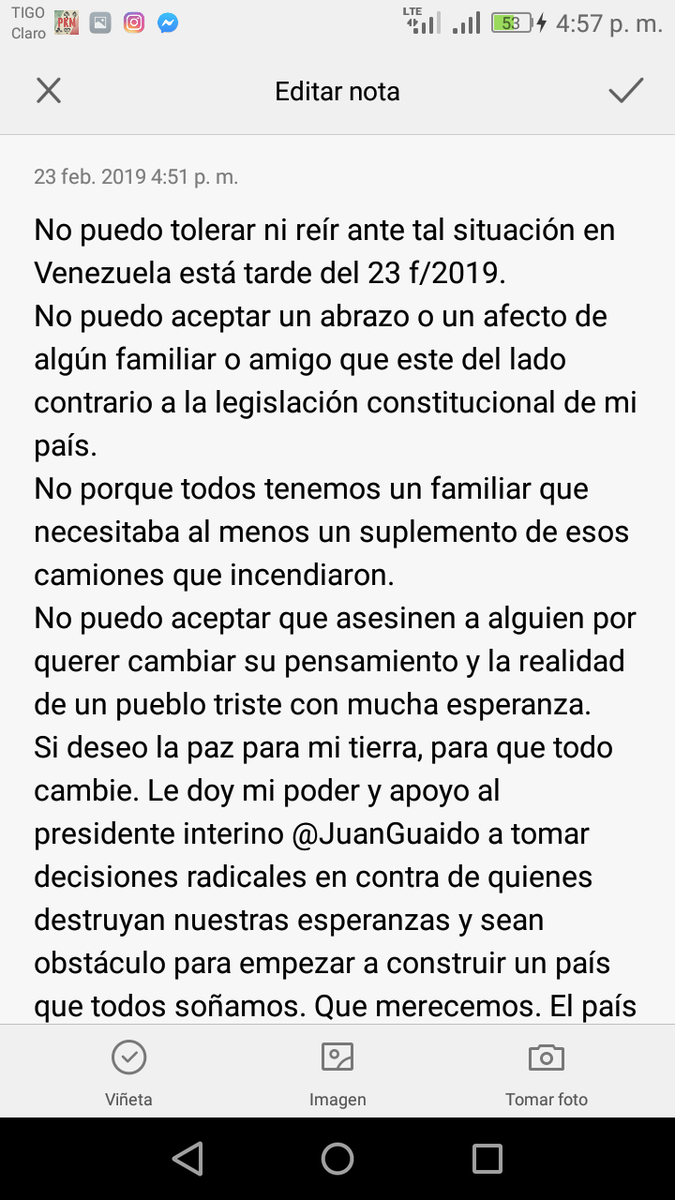 TIGO
Claro
PRN
LTE
53
4:57 p. m.
Editar nota
23 feb. 2019 4:51 p. m.
No puedo tolerar ni reír ante tal situación en
Venezuela está tarde del 23 f/2019.
No puedo aceptar un abrazo o un afecto de
algún familiar o amigo que este del lado
contrario a la legislación constitucional de mi
país.
No porque todos tenemos un familiar que
necesitaba al menos un suplemento de esos
camiones que incendiaron.
No puedo aceptar que asesinen a alguien por
querer cambiar su pensamiento y la realidad
de un pueblo triste con mucha esperanza.
Si deseo la paz para mi tierra, para que todo
cambie. Le doy mi poder y apoyo al
presidente interino @JuanGuaido a tomar
decisiones radicales en contra de quienes
destruyan nuestras esperanzas y sean
obstáculo para empezar a construir un país
que todos soñamos. Que merecemos. El país
Viñeta
Imagen
Tomar foto